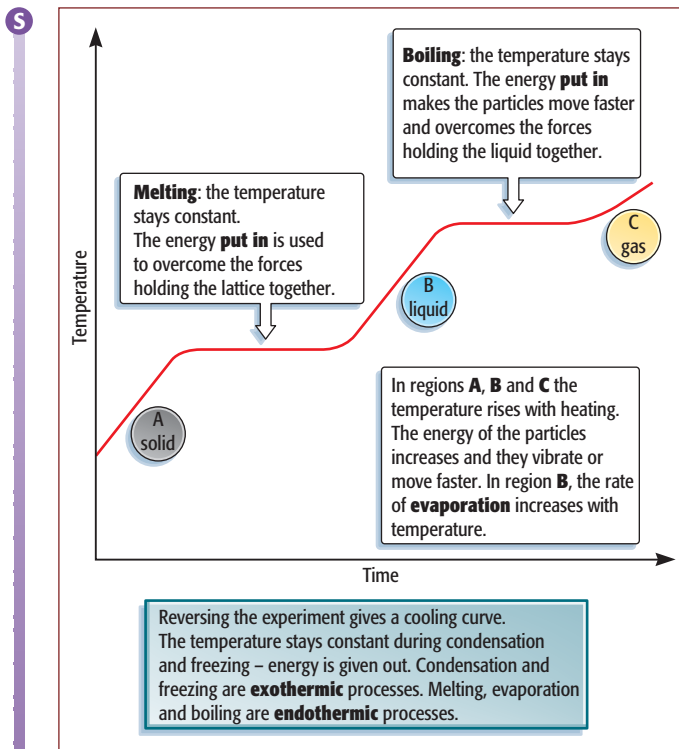 S
Boiling: the temperature stays
constant. The energy put in
makes the particles move faster
and overcomes the forces
holding the liquid together.
Melting: the temperature
stays constant.
The energy put in is used
to overcome the forces
holding the lattice together.
C
gas
B
liquid
Temperature
A
solid
In regions A, B and C the
temperature rises with heating.
The energy of the particles
increases and they vibrate or
move faster. In region B, the rate
of evaporation increases with
temperature.
Time
Reversing the experiment gives a cooling curve.
The temperature stays constant during condensation
and freezing – energy is given out. Condensation and
freezing are exothermic processes. Melting, evaporation
and boiling are endothermic processes.